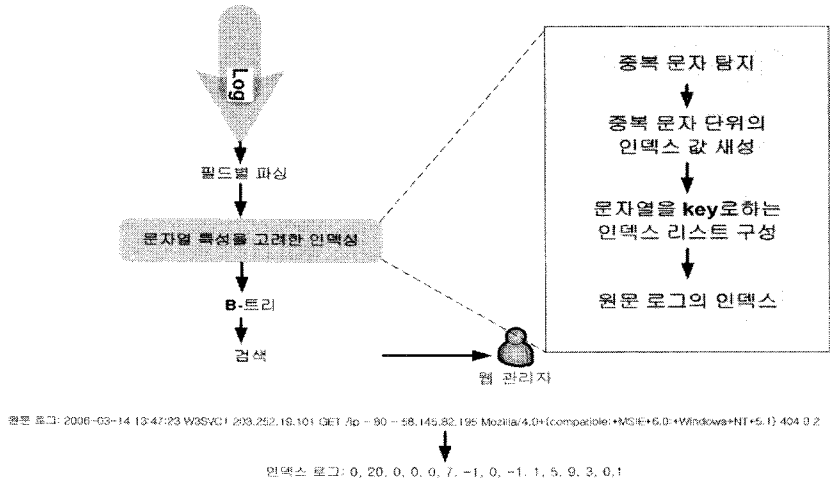 Log
필드별 파싱
문자열 특성을 고려한 인덱싱
B-트리
검색
웹 관리자
중복 문자 탐지
중복 문자 단위의
인덱스 값 새성
문자열을 key로하는
인덱스 리스트 구성
원문 로그의 인덱스
원문 로그: 2006-03-14 13:47:23 W3SVC1 203.252.19.101 GET /ip - 80 - 58.145.82.195 Mozilla/4.0+(compatible;+MSIE+6.0;+Windows+NT+5.1) 404 0 2
인덱스 로그: 0, 20, 0, 0, 0, 7, -1, 0, -1, 1, 5, 9, 3, 0,1